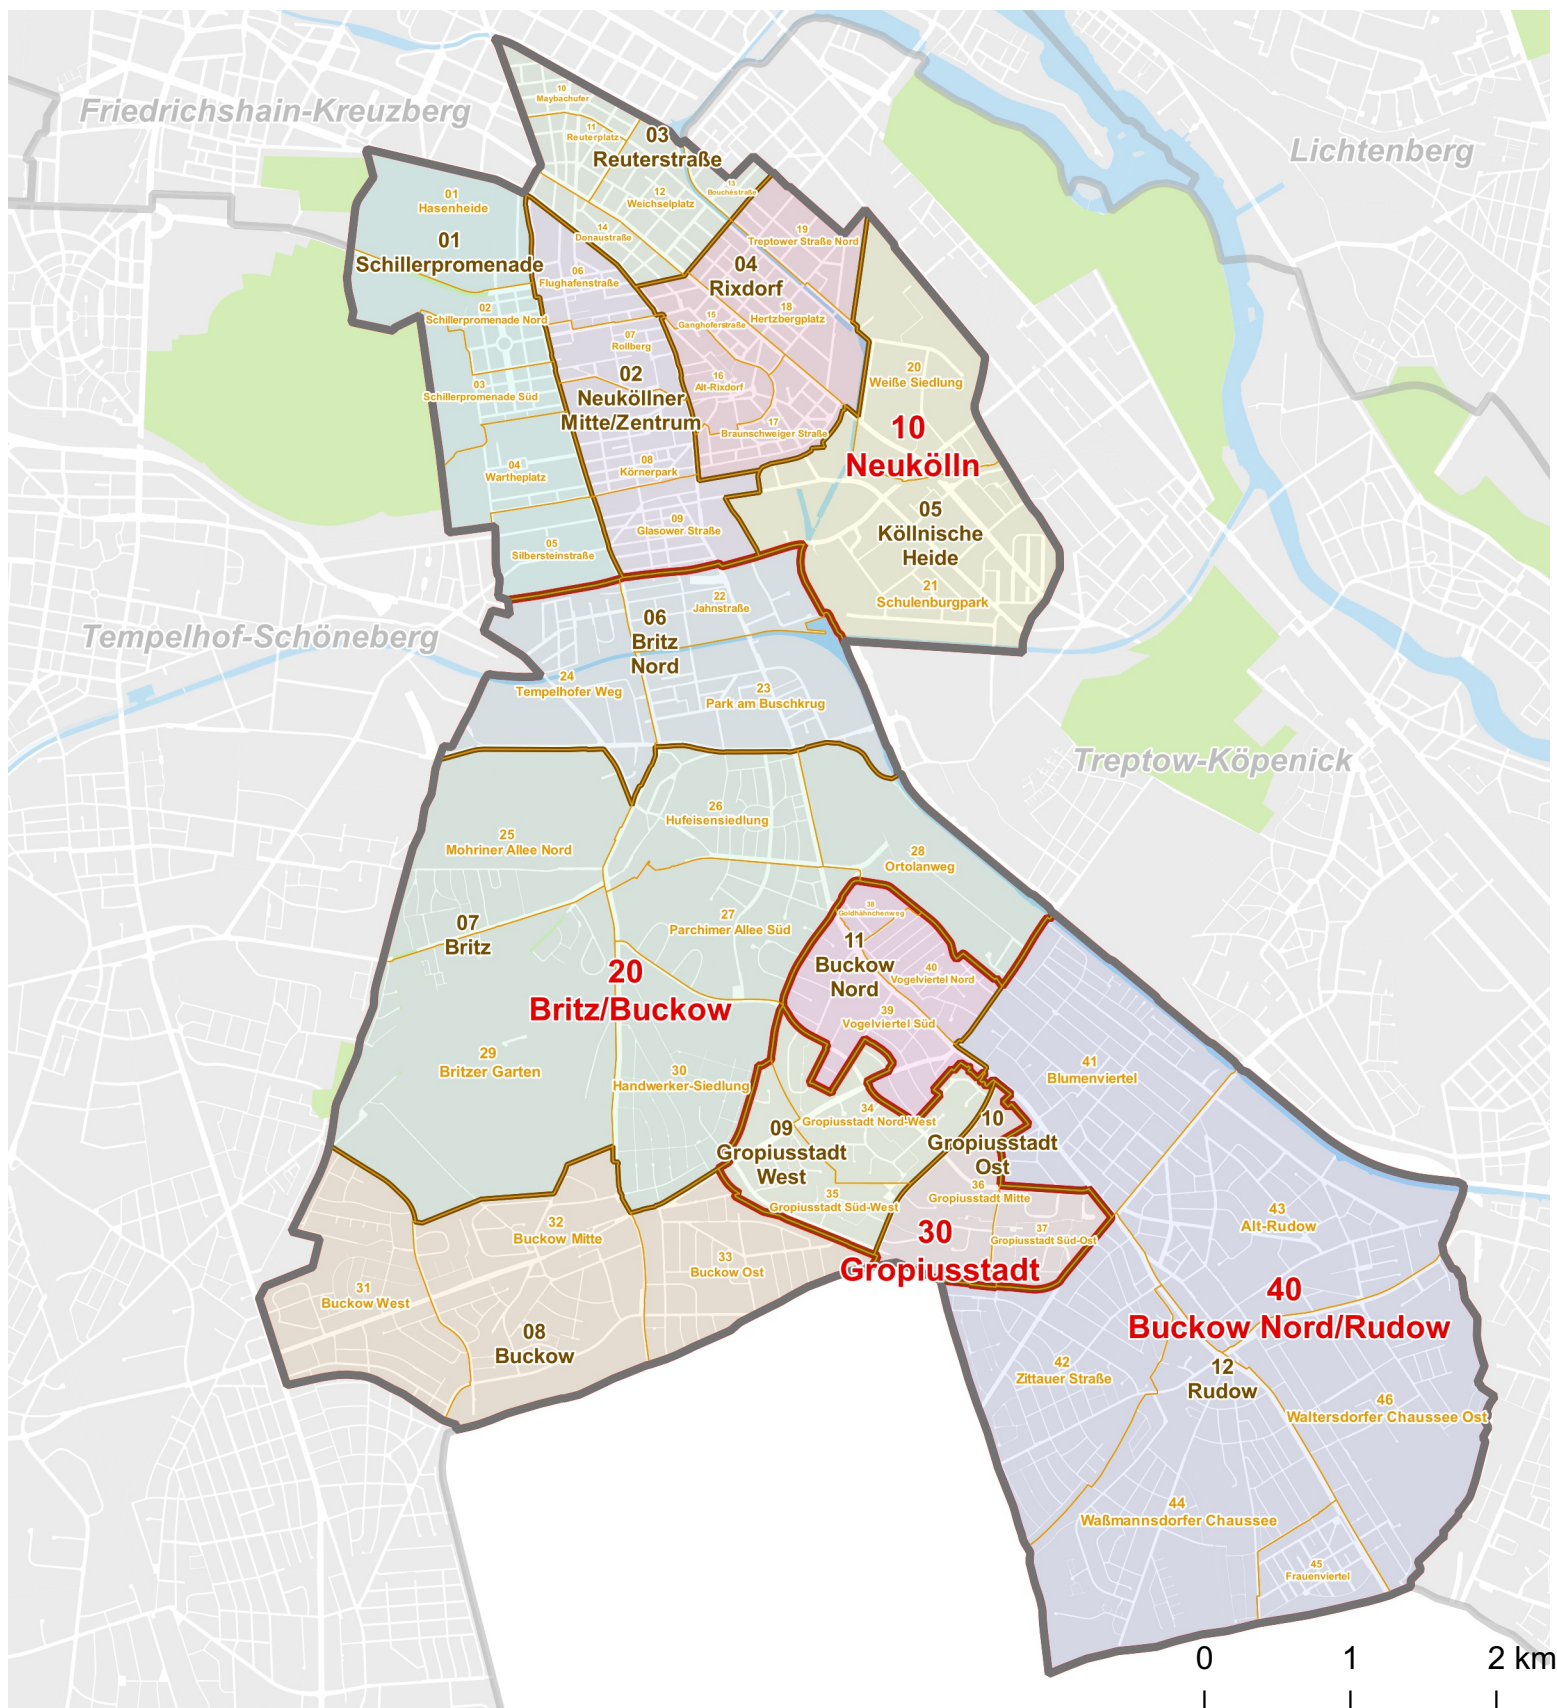 Friedrichshain-Kreuzberg
Lichtenberg
Tempelhof-Schöneberg
Treptow-Köpenick
10
Maybachufer
11
Reuterplatz
03
Reuterstraße
12
Weichselplatz
13
Bouchéstraße
14
Donaustraße
01
Hasenheide
01
Schillerpromenade
02
Schillerpromenade Nord
03
Schillerpromenade Süd
04
Wartheplatz
05
Silbersteinstraße
06
Flughafenstraße
07
Rollberg
02
Neuköllner
Mitte/Zentrum
08
Körnerpark
09
Glasower Straße
19
Treptower Straße Nord
04
Rixdorf
18
Hertzbergplatz
15
Ganghoferstraße
16
Alt-Rixdorf
17
Braunschweiger Straße
20
Weiße Siedlung
10
Neukölln
05
Köllnische
Heide
21
Schulenburgpark
22
Jahnstraße
06
Britz
Nord
24
Tempelhofer Weg
23
Park am Buschkrug
26
Hufeisensiedlung
25
Mohriner Allee Nord
28
Ortolanweg
07
Britz
27
Parchimer Allee Süd
20
Britz/Buckow
29
Britzer Garten
30
Handwerker-Siedlung
38
Goldhähnchenweg
11
Buckow
Nord
40
Vogelviertel Nord
39
Vogelviertel Süd
34
Gropiusstadt Nord-West
09
Gropiusstadt
West
35
Gropiusstadt Süd-West
10
Gropiusstadt
Ost
36
Gropiusstadt Mitte
37
Gropiusstadt Süd-Ost
30
Gropiusstadt
32
Buckow Mitte
33
Buckow Ost
31
Buckow West
08
Buckow
41
Blumenviertel
43
Alt-Rudow
40
Buckow Nord/Rudow
42
Zittauer Straße
12
Rudow
46
Waltersdorfer Chaussee Ost
44
Waßmannsdorfer Chaussee
45
Frauenviertel
0 1 2 km